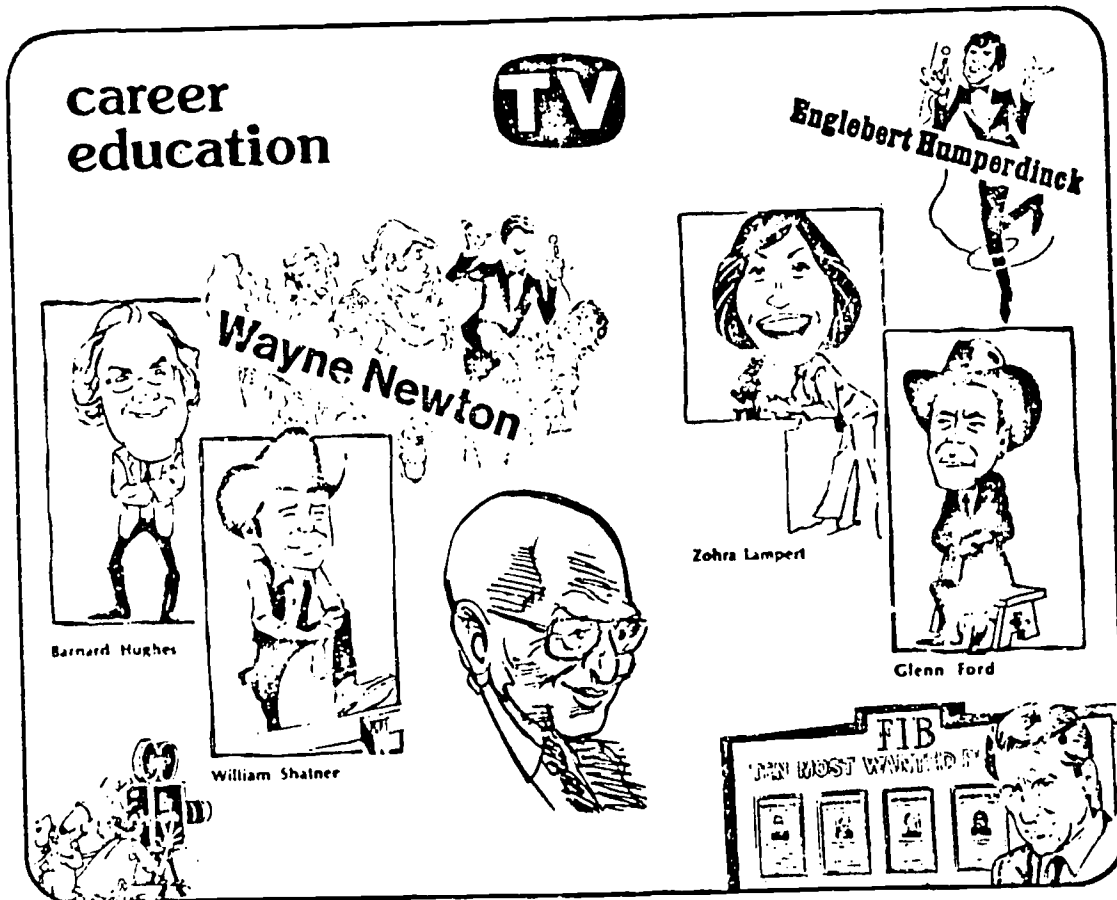 career
education
TV
Englebert Humperdinck
Wayne Newton
Barnard Hughes
William Shatner
Zohra Lampert
Glenn Ford
FIB
TEN MOST WANTED